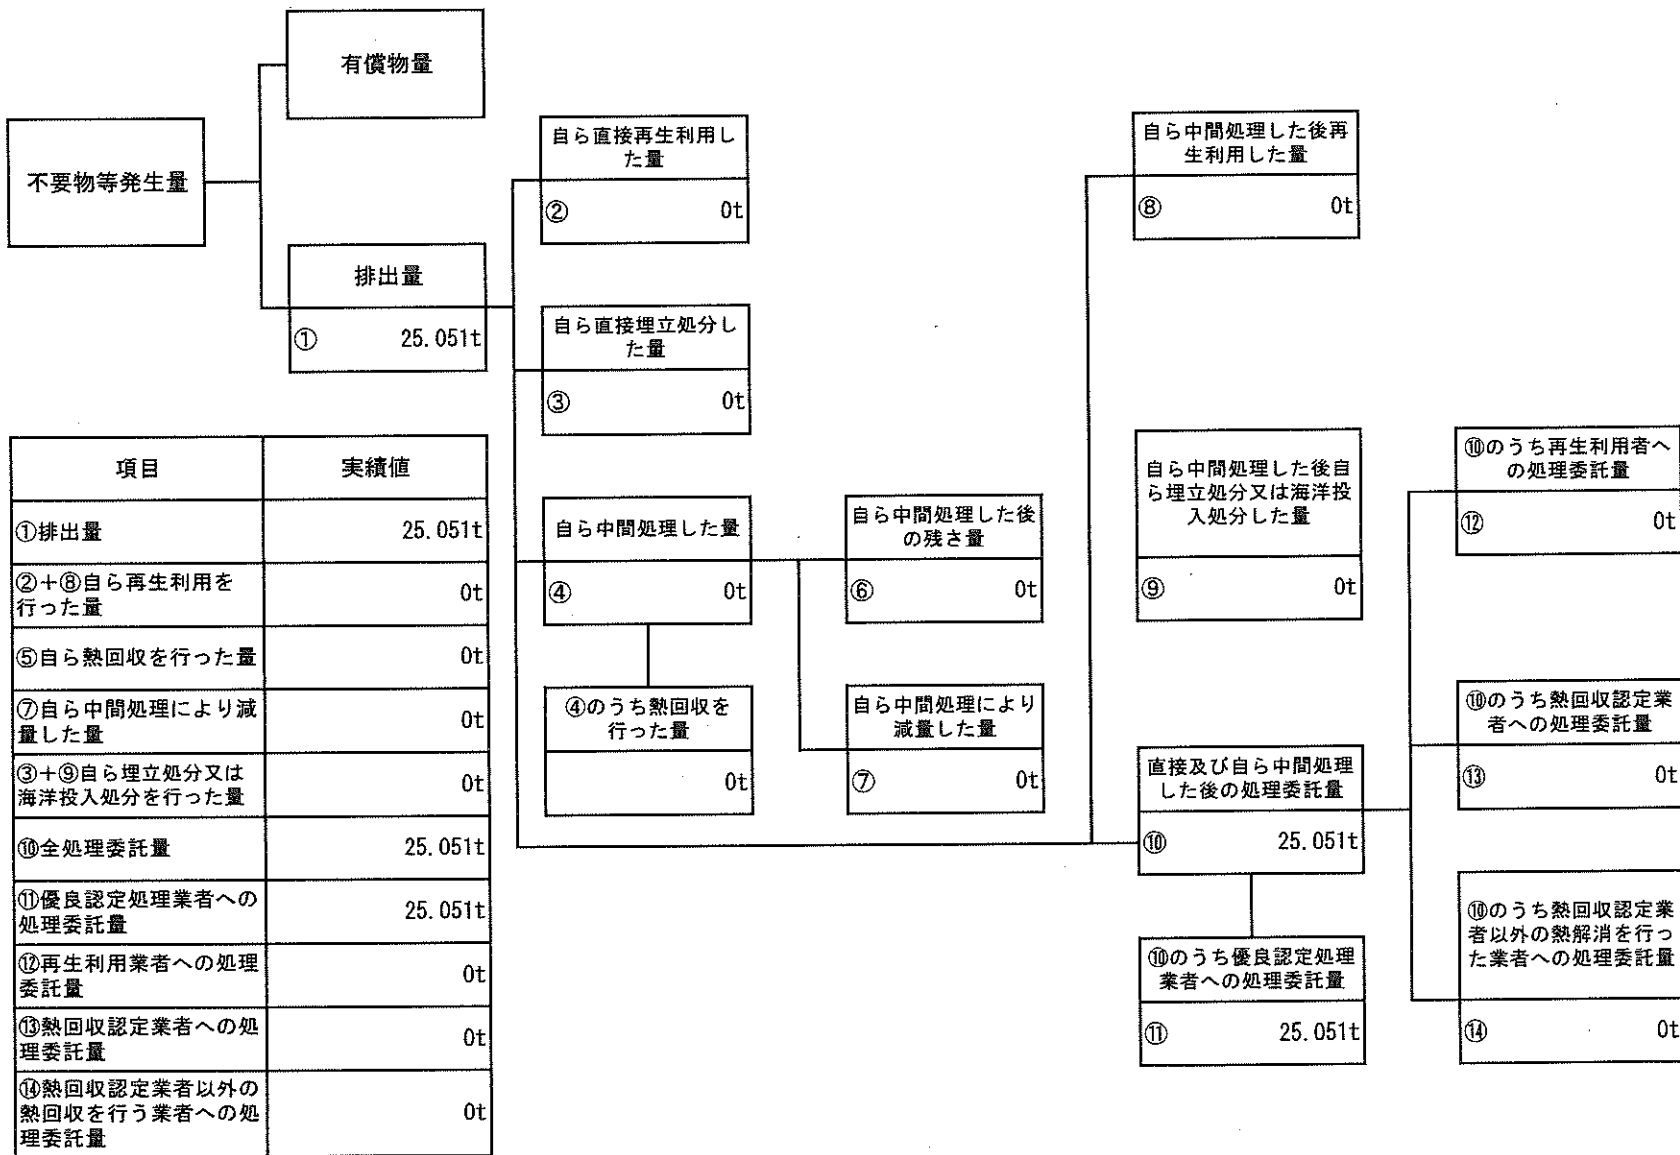 有償物量
不要物等発生量
排出量
① 25.051t
自ら直接再生利用し
た量
② 0t
自ら直接埋立処分し
た量
③ 0t
自ら中間処理した量
④ 0t
④のうち熱回収を
行った量
0t
自ら中間処理した後
の残さ量
⑥ 0t
自ら中間処理により
減量した量
⑦ 0t
自ら中間処理した後再
生利用した量
⑧ 0t
自ら中間処理した後自
ら埋立処分又は海洋投
入処分した量
⑨ 0t
直接及び自ら中間処理
した後の処理委託量
⑩ 25.051t
⑩のうち優良認定処理
業者への処理委託量
⑪ 25.051t
⑩のうち再生利用者へ
の処理委託量
⑫ 0t
⑩のうち熱回収認定業
者への処理委託量
⑬ 0t
⑩のうち熱回収認定業
者以外の熱解消を行っ
た業者への処理委託量
⑭ 0t
項目 実績値
①排出量 25.051t
②+⑧自ら再生利用を
行った量 0t
⑤自ら熱回収を行った量 0t
⑦自ら中間処理により減
量した量 0t
③+⑨自ら埋立処分又は
海洋投入処分を行った量 0t
⑩全処理委託量 25.051t
⑪優良認定処理業者への
処理委託量 25.051t
⑫再生利用業者への処理
委託量 0t
⑬熱回収認定業者への処
理委託量 0t
⑭熱回収認定業者以外の
熱回収を行う業者への処
理委託量 0t